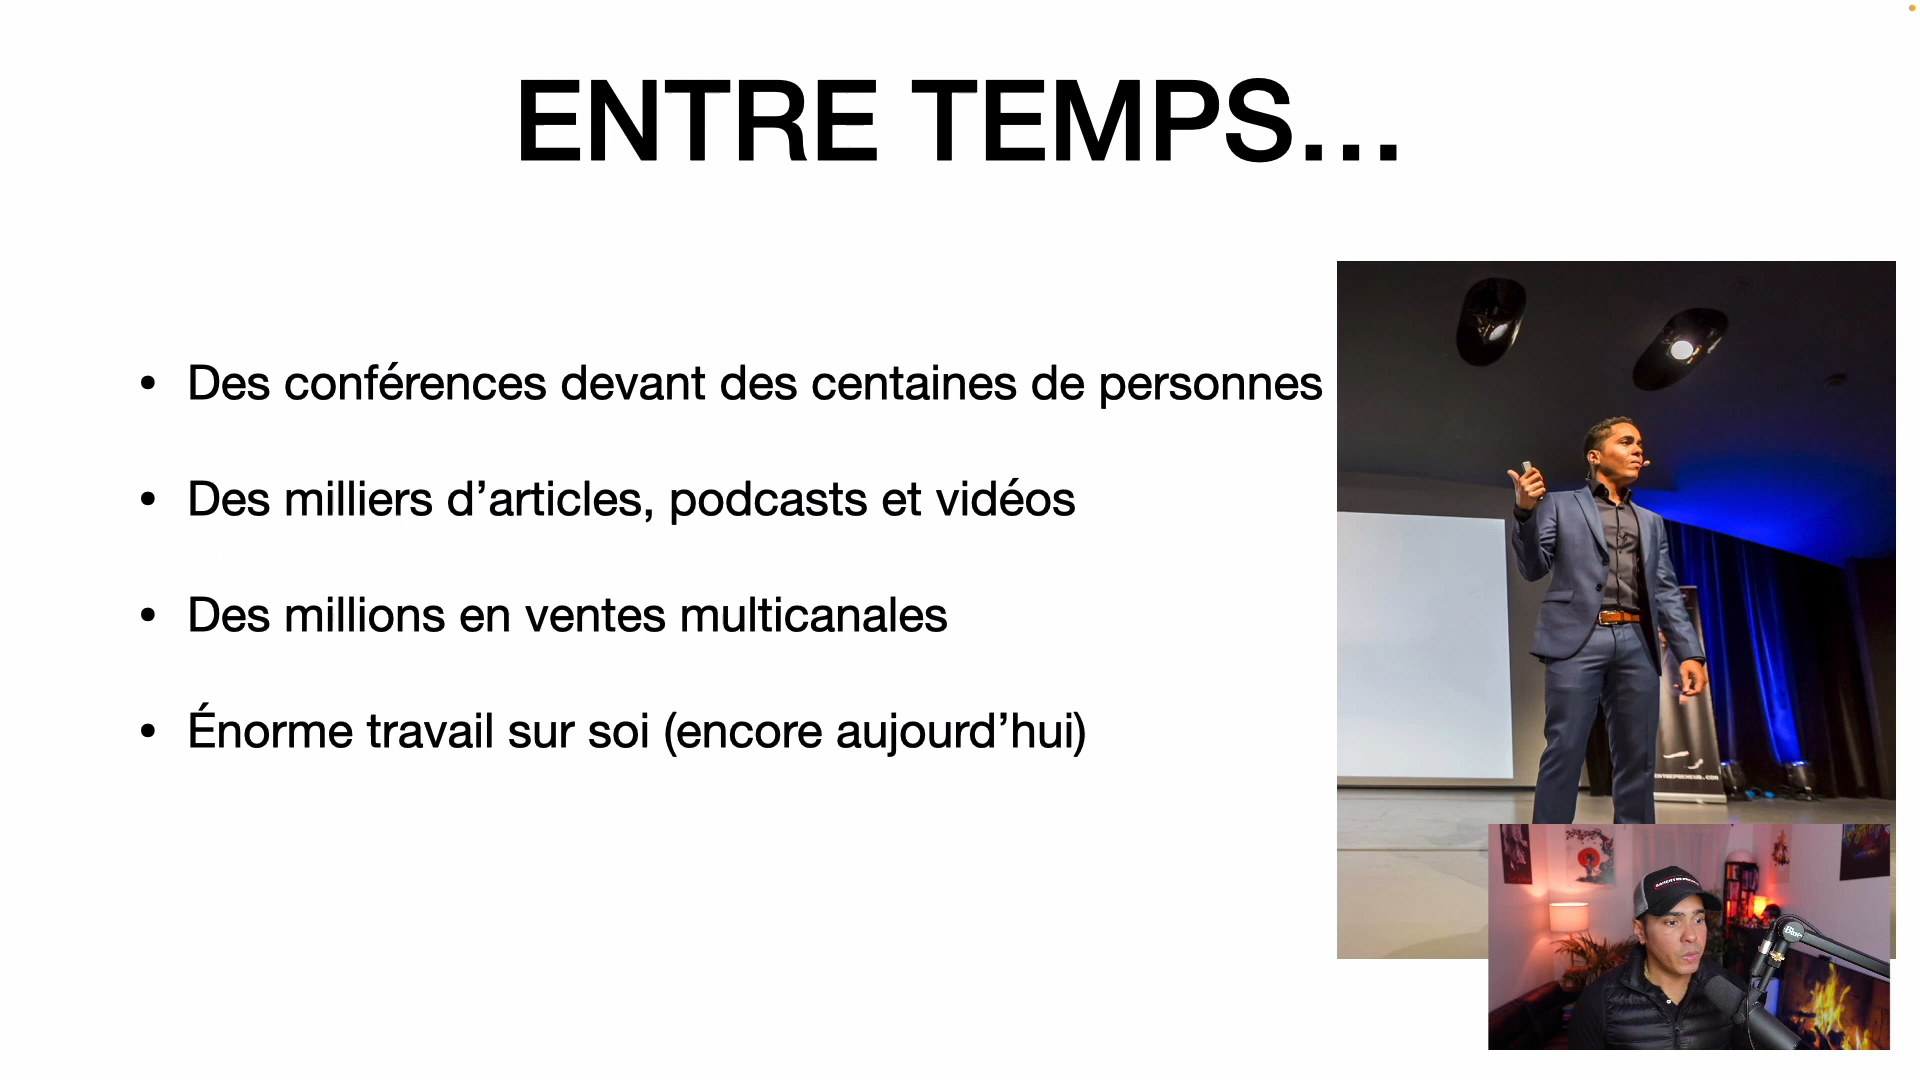 ENTRE TEMPS…
• Des conférences devant des centaines de personnes
• Des milliers d’articles, podcasts et vidéos
• Des millions en ventes multicanales
• Énorme travail sur soi (encore aujourd’hui)
Blue